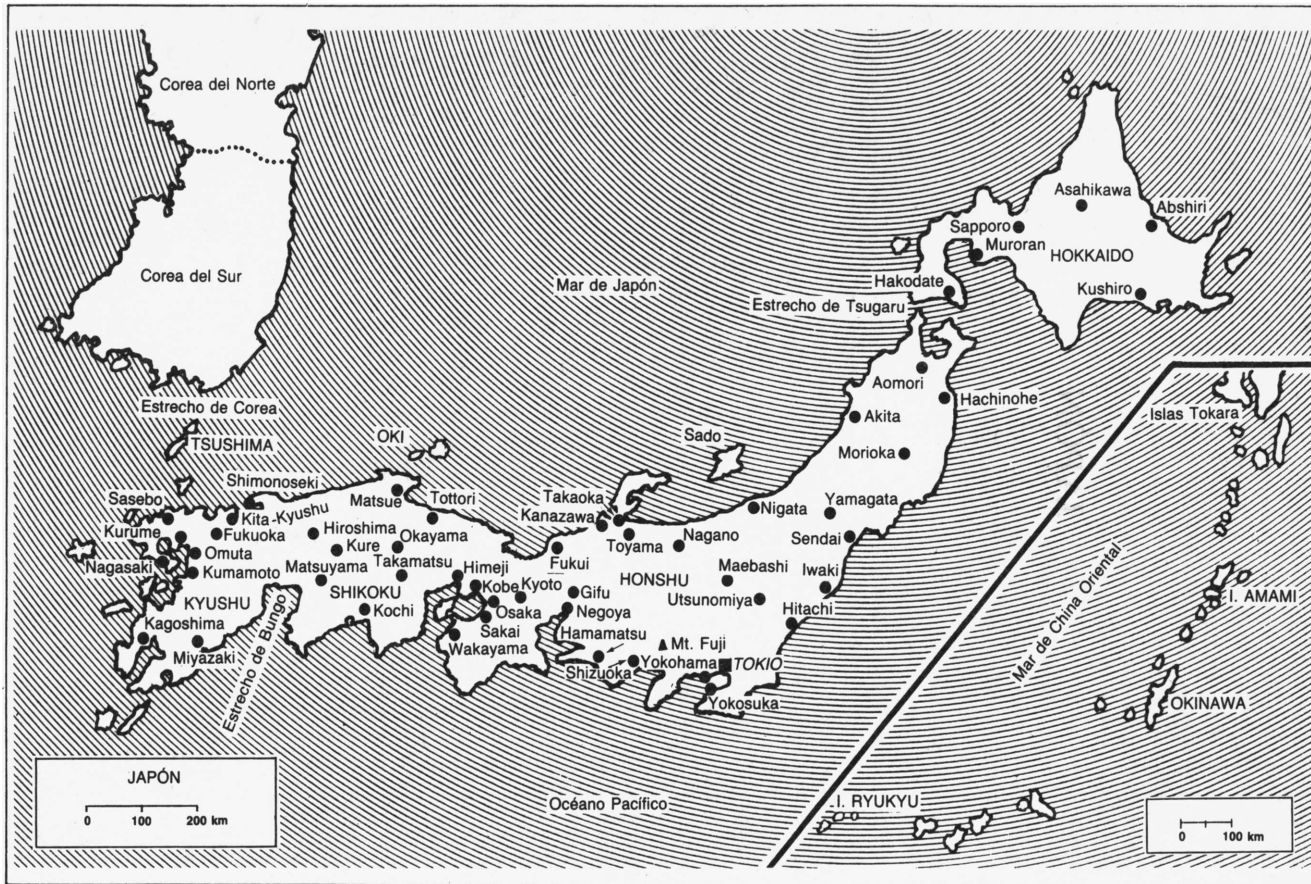 Corea del Norte
Corea del Sur
Mar de Japón
Estrecho de Tsugaru
Asahikawa
Abshiri
Sapporo
Muroran
HOKKAIDO
Hakodate
Kushiro
Estrecho de Corea
TSUSHIMA
OKI
Sado
Aomori
Hachinohe
Akita
Morioka
Islas Tokara
Shimonoseki
Sasebo
Kita-Kyushu
Matsue
Tottori
Takaoka
Kanazawa
Toyama
Nigata
Yamagata
Kurume
Fukuoka
Hiroshima
Okayama
Nagano
Sendai
Omuta
Kure
Fukui
Nagasaki
Kumamoto
Matsuyama
Takamatsu
Himeji
HONSHU
Maebashi
Iwaki
KYUSHU
SHIKOKU
Kobe
Kyoto
Gifu
Utsunomiya
Kochi
Osaka
Negoya
Hitachi
Kagoshima
Sakai
Hamamatsu
Miyazaki
Wakayama
Mt. Fuji
Estrecho de Bungo
Shizuoka
Yokohama
TOKIO
Yokosuka
Mar de China Oriental
I. AMAMI
OKINAWA
I. RYUKYU
Océano Pacífico
JAPÓN
0 100 200 km
0 100 km